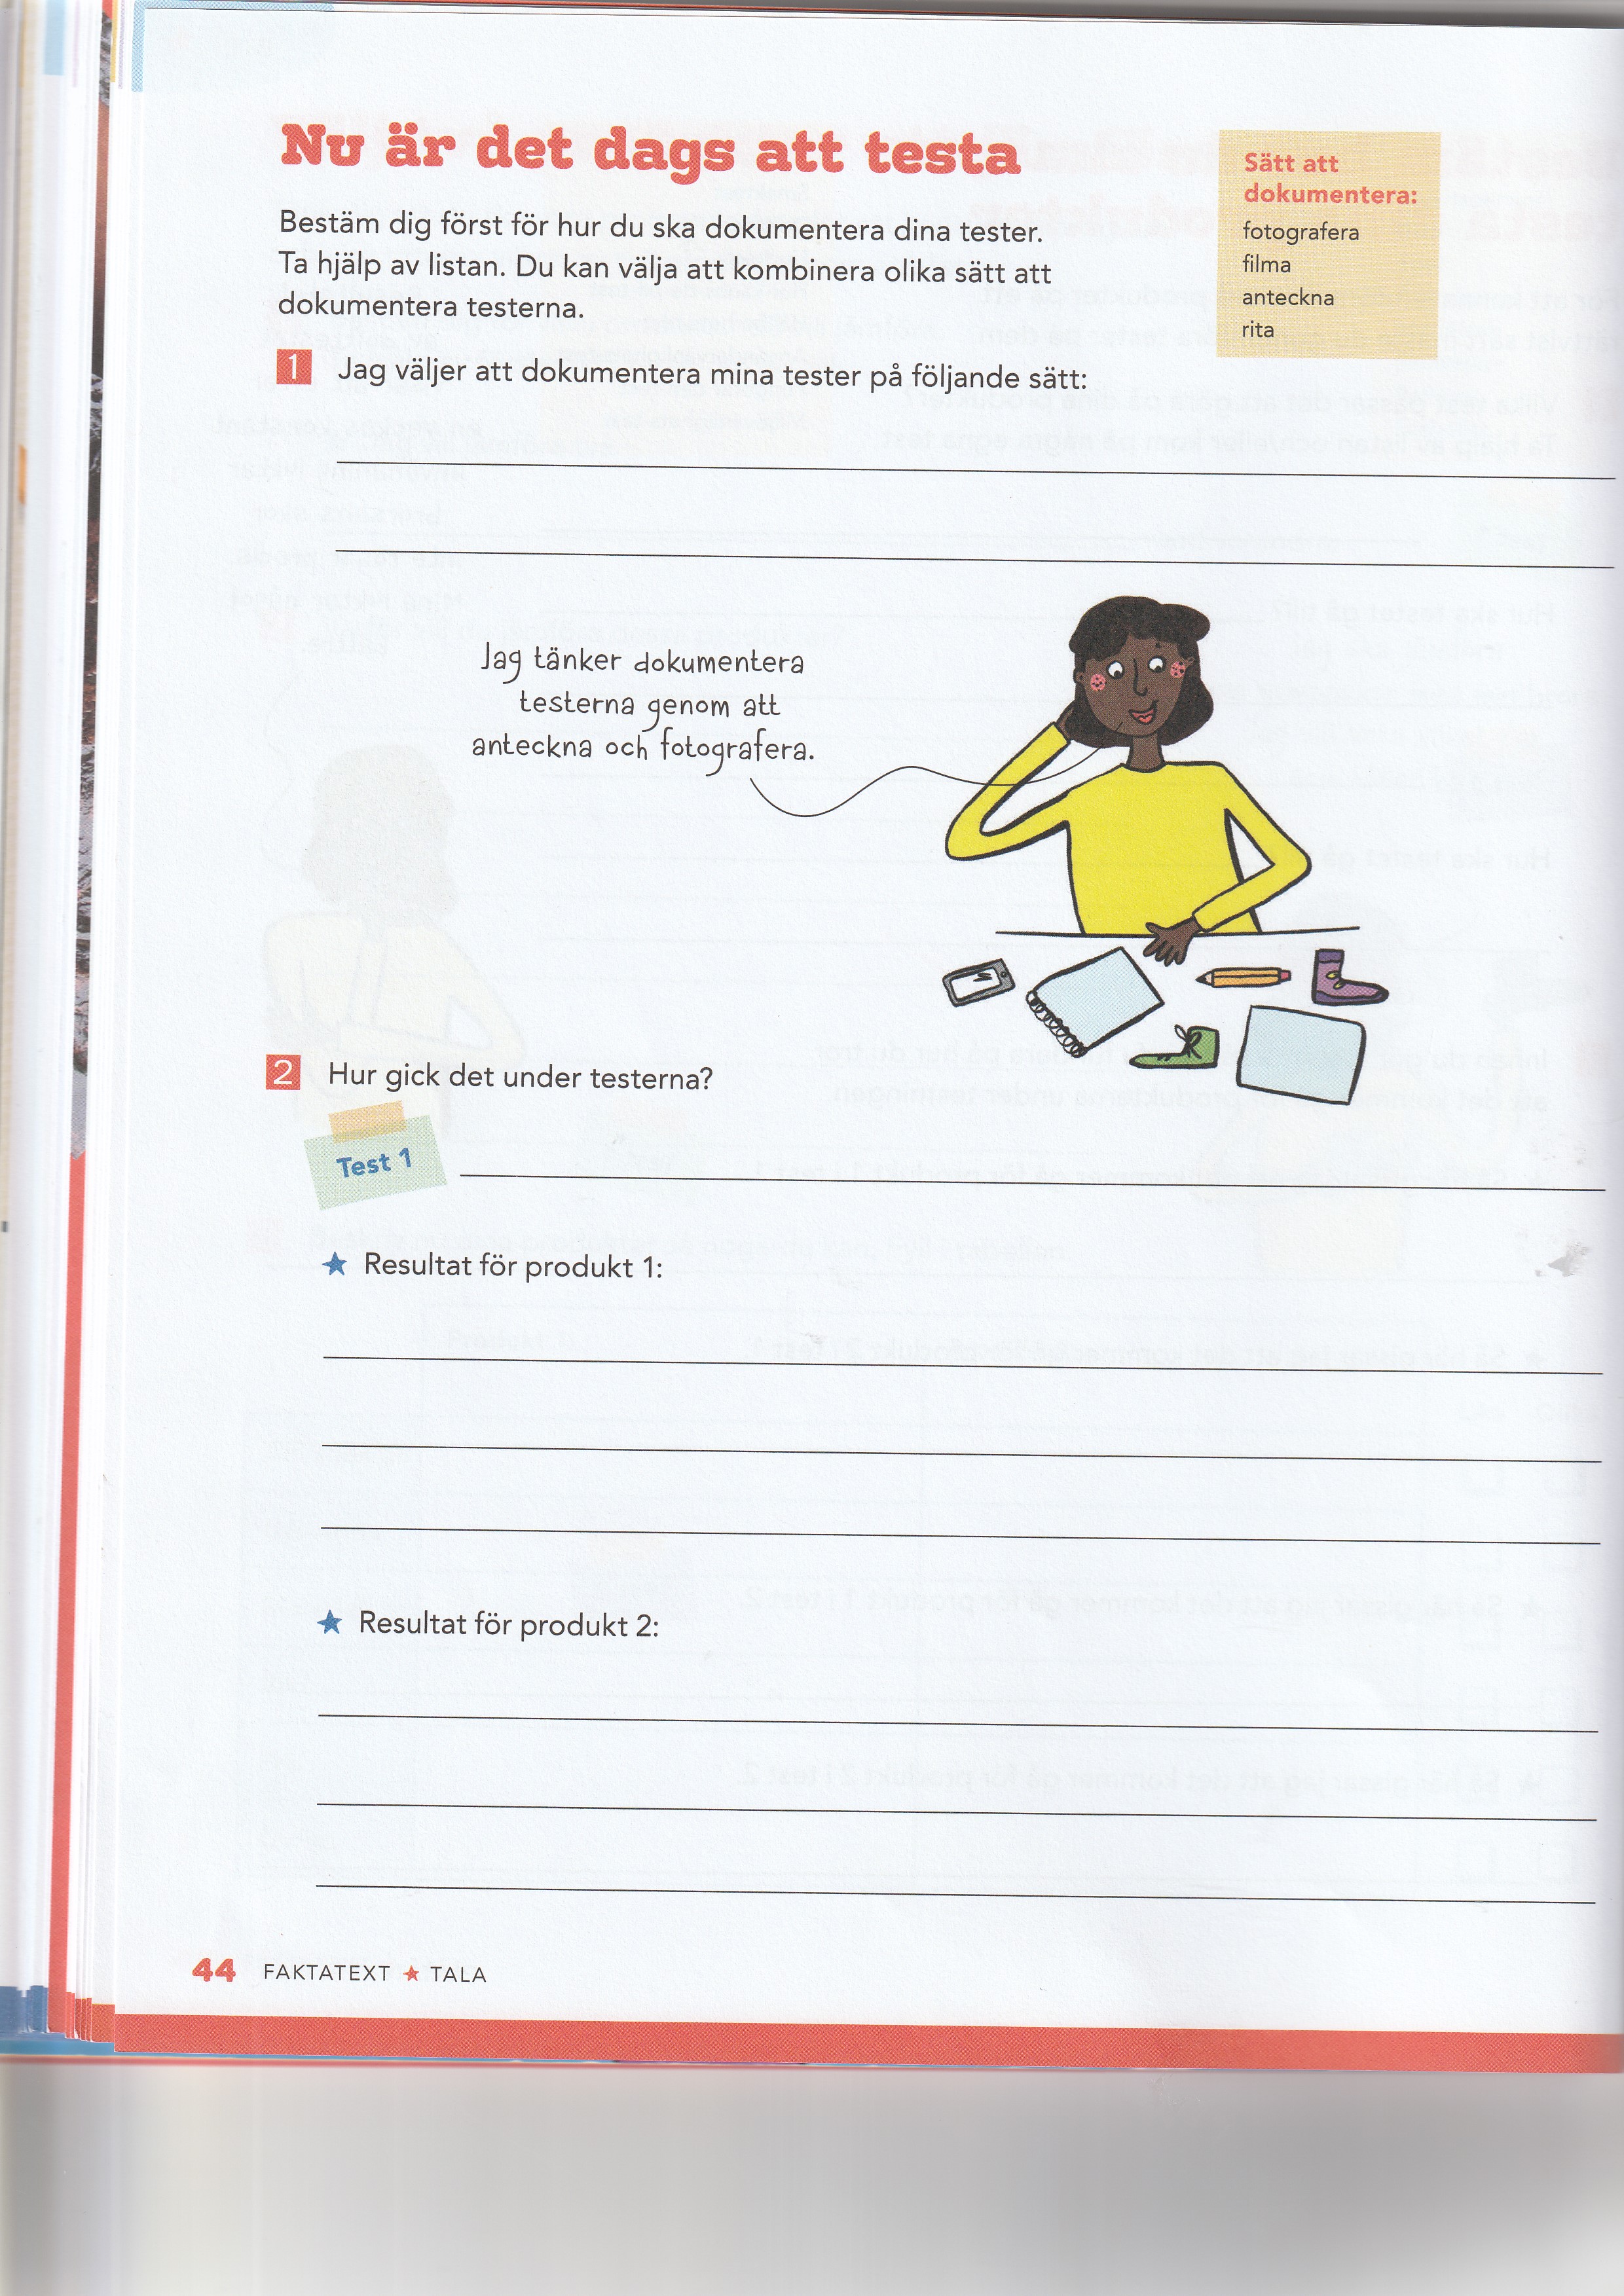 Nu är det dags att testa
Bestäm dig först för hur du ska dokumentera dina tester.
Ta hjälp av listan. Du kan välja att kombinera olika sätt att
dokumentera testerna.
Sätt att
dokumentera:
fotografera
filma
anteckna
rita
1 Jag väljer att dokumentera mina tester på följande sätt:
Jag tänker dokumentera
testerna genom att
anteckna och fotografera.
2 Hur gick det under testerna?
Test 1
★ Resultat för produkt 1:
★ Resultat för produkt 2:
44 FAKTATEXT ★ TALA